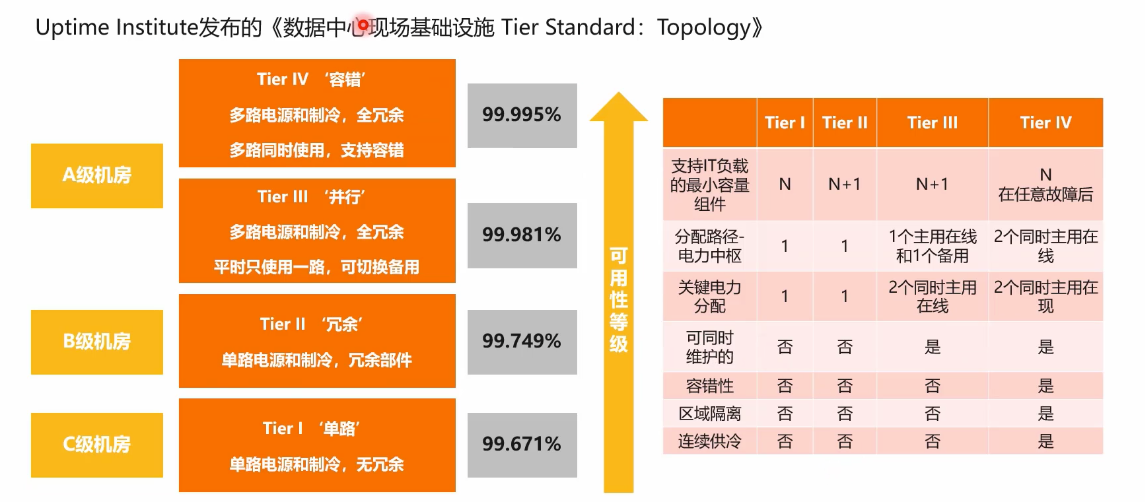 Uptime Institute发布的《数据中心现场基础设施 Tier Standard：Topology》
A级机房
Tier IV ‘容错’
多路电源和制冷，全冗余
多路同时使用，支持容错
99.995%
Tier III ‘并行’
多路电源和制冷，全冗余
平时只使用一路，可切换备用
99.981%
B级机房
Tier II ‘冗余’
单路电源和制冷，冗余部件
99.749%
C级机房
Tier I ‘单路’
单路电源和制冷，无冗余
99.671%
可用性等级
Tier I Tier II Tier III Tier IV
支持IT负载
的最小容量
组件
N N+1 N+1
N
在任意故障后
分配路径-
电力中枢
1 1
1个主用在线
和1个备用
2个同时主用在
线
关键电力
分配
1 1
2个同时主用
在线
2个同时主用在
现
可同时
维护的
否 否 是 是
容错性 否 否 否 是
区域隔离 否 否 否 是
连续供冷 否 否 否 是